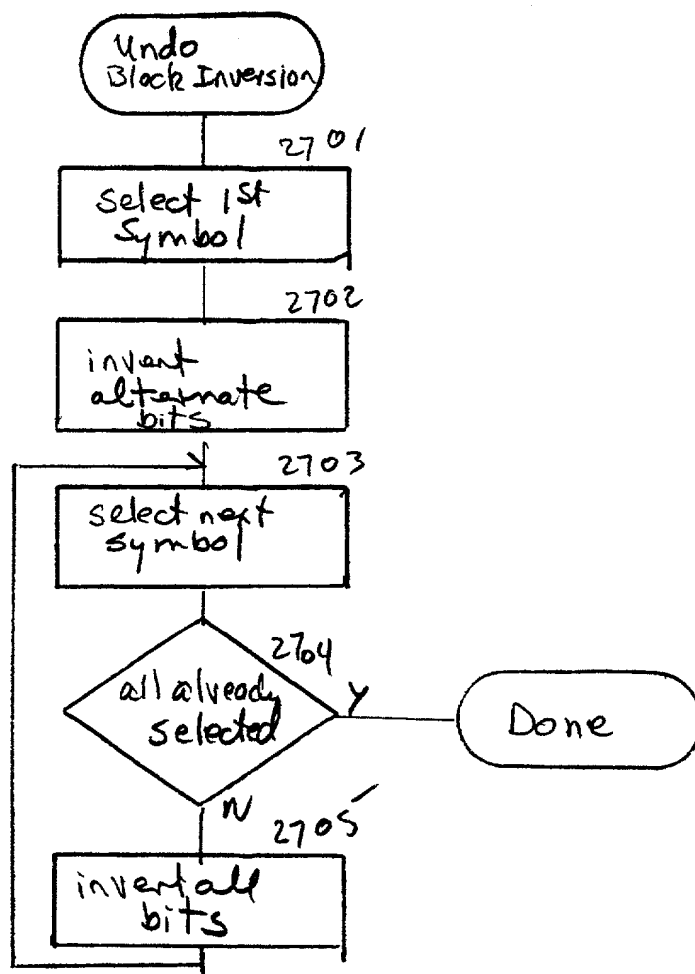 Undo
Block Inversion
2701
select 1st
symbol
2702
invert
alternate
bits
2703
select next
symbol
2704
all already
selected
Y
Done
N
2705
invert all
bits